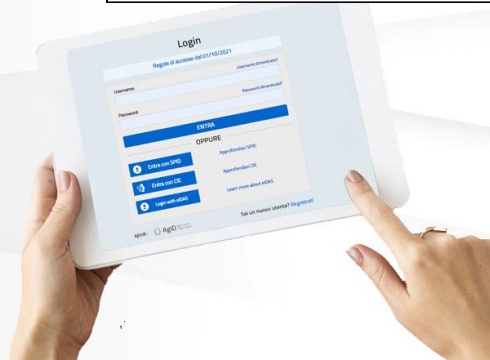 Login
Regole di accesso dal 01/10/2021
Username dimenticato?
Username:
Password dimenticata?
Password:
ENTRA
OPPURE
Entra con SPID
Approfondisci SPID
Entra con CIE
Approfondisci CIE
Login with eIDAS
Learn more about eIDAS
spid AgID
Sei un nuovo utente? Registrati